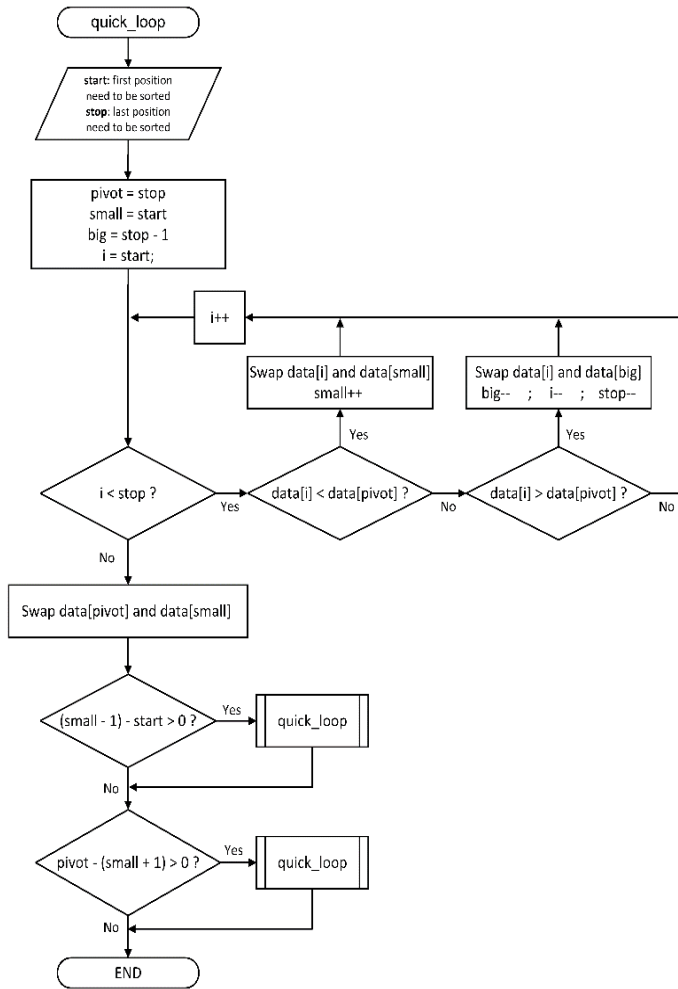 quick_loop
start: first position
need to be sorted
stop: last position
need to be sorted
pivot = stop
small = start
big = stop - 1
i = start;
i++
Swap data[i] and data[small]
small++
Swap data[i] and data[big]
big-- ; i-- ; stop--
Yes
Yes
i < stop ?
Yes
data[i] < data[pivot] ?
No
data[i] > data[pivot] ?
No
No
Swap data[pivot] and data[small]
(small - 1) - start > 0 ?
Yes
quick_loop
No
pivot - (small + 1) > 0 ?
Yes
quick_loop
No
END